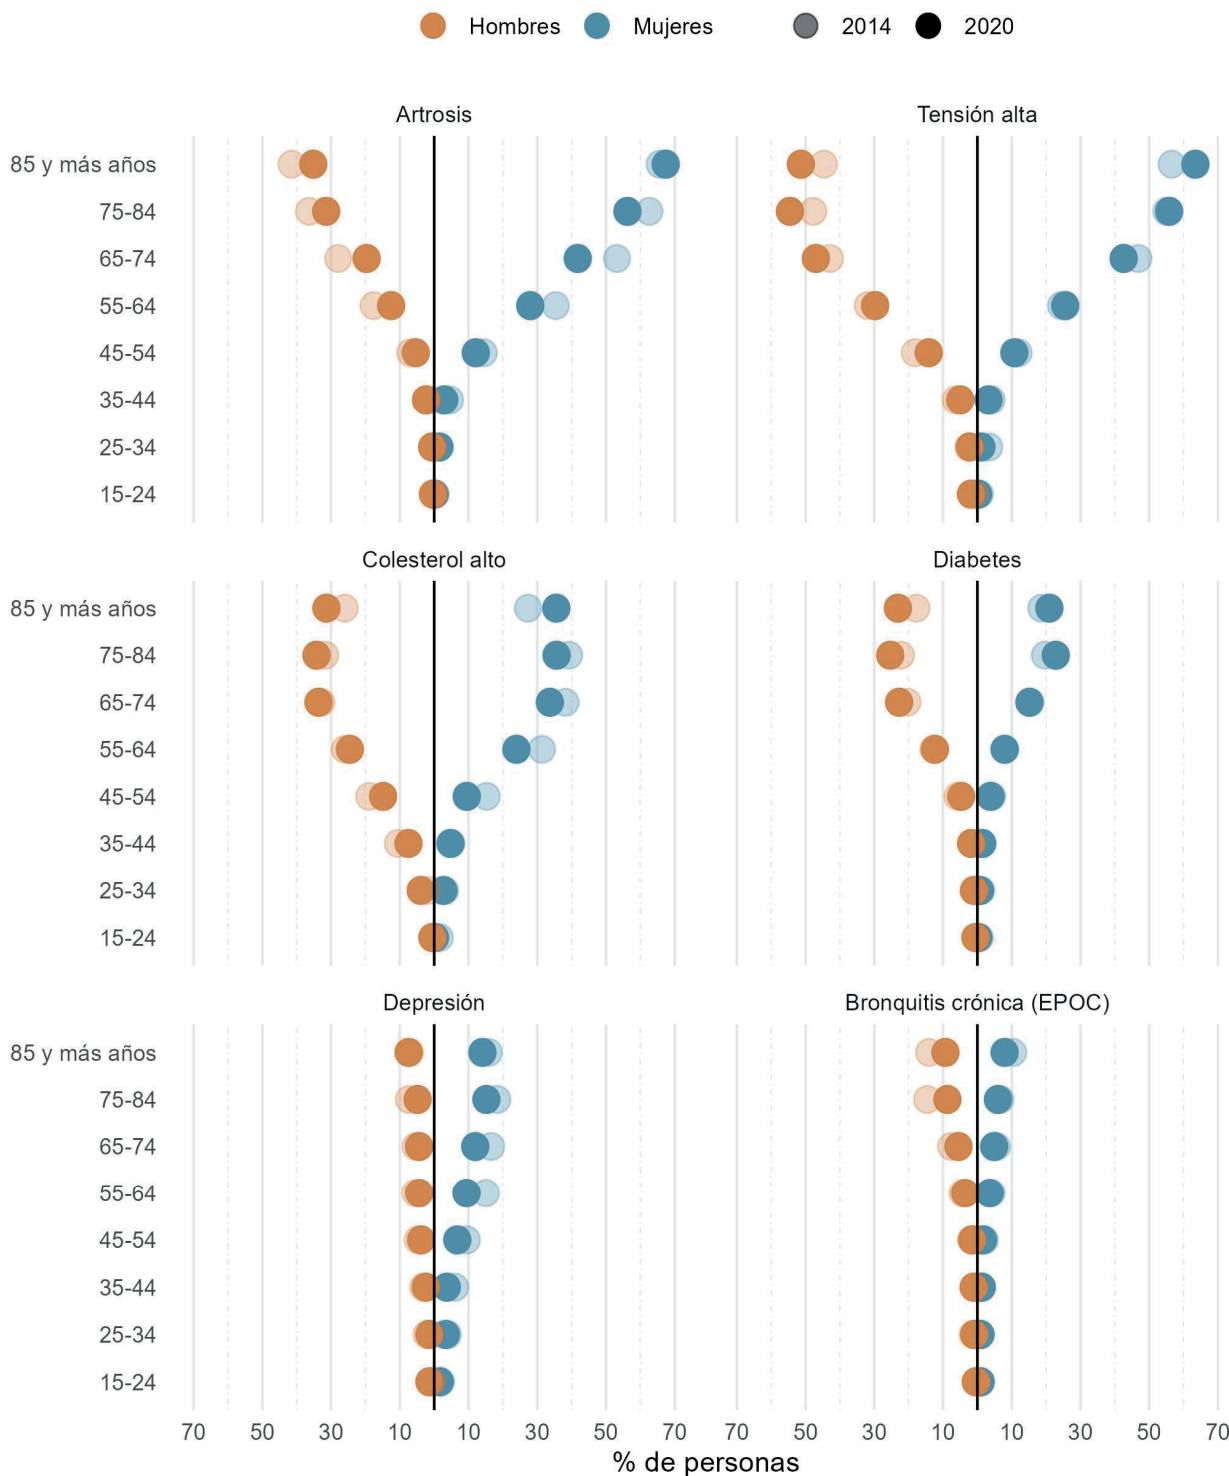 Hombres Mujeres 2014 2020
Artrosis Tensión alta
85 y más años
75-84
65-74
55-64
45-54
35-44
25-34
15-24
Colesterol alto Diabetes
85 y más años
75-84
65-74
55-64
45-54
35-44
25-34
15-24
Depresión Bronquitis crónica (EPOC)
85 y más años
75-84
65-74
55-64
45-54
35-44
25-34
15-24
70 50 30 10 10 30 50 70 70 50 30 10 10 30 50 70
% de personas